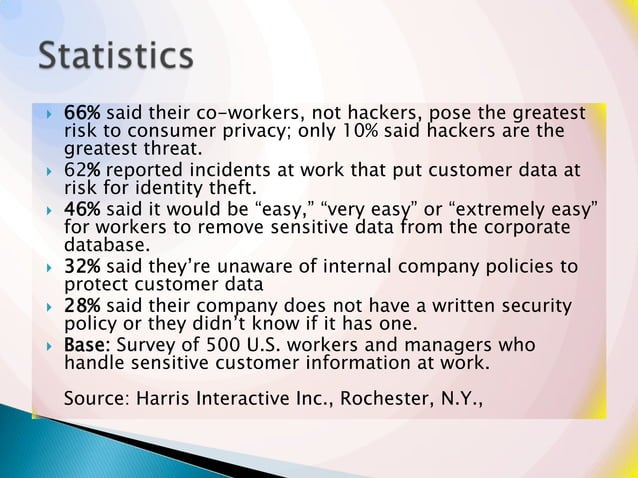 Statistics
66% said their co-workers, not hackers, pose the greatest
risk to consumer privacy; only 10% said hackers are the
greatest threat.
62% reported incidents at work that put customer data at
risk for identity theft.
46% said it would be “easy,” “very easy” or “extremely easy”
for workers to remove sensitive data from the corporate
database.
32% said they’re unaware of internal company policies to
protect customer data
28% said their company does not have a written security
policy or they didn’t know if it has one.
Base: Survey of 500 U.S. workers and managers who
handle sensitive customer information at work.
Source: Harris Interactive Inc., Rochester, N.Y.,